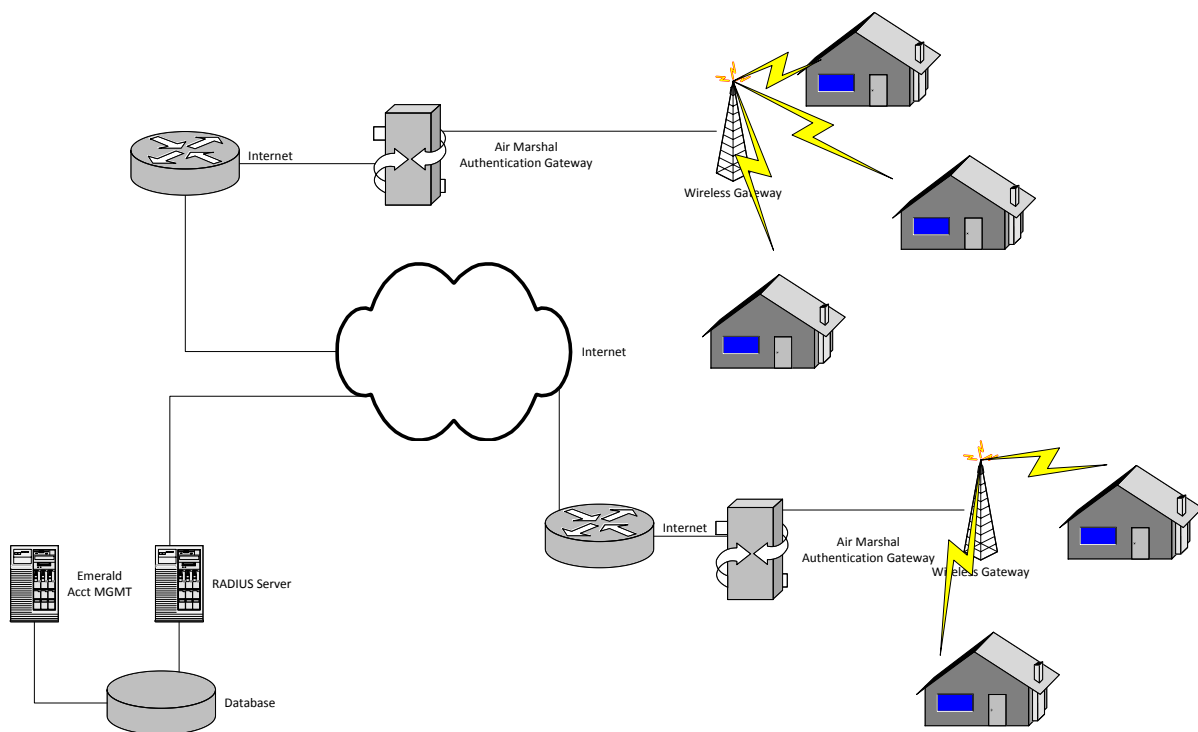 Internet
Air Marshal
Authentication Gateway
Wireless Gateway
Internet
Internet
Air Marshal
Authentication Gateway
Wireless Gateway
Emerald
Acct MGMT
RADIUS Server
Database